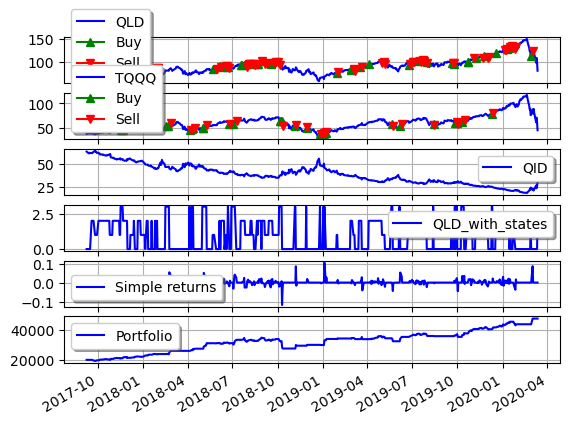 QLD
Buy
Sell
150
100
TQQQ
Buy
Sell
100
50
QID
50
25
QLD_with_states
2.5
0.0
Simple returns
0.1
0.0
−0.1
Portfolio
40000
20000
2017-10
2018-01
2018-04
2018-07
2018-10
2019-01
2019-04
2019-07
2019-10
2020-01
2020-04